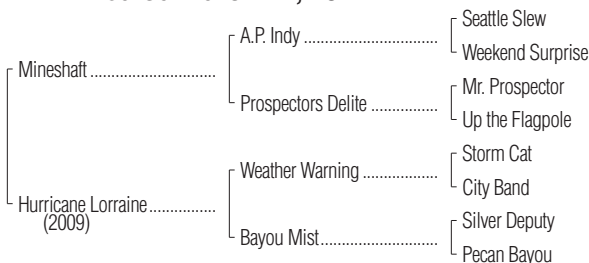 Seattle Slew
A.P. Indy ..................................
Weekend Surprise
Mineshaft ................................
Mr. Prospector
Prospectors Delite .................
Up the Flagpole
Storm Cat
Weather Warning ...................
City Band
Hurricane Lorraine.................
(2009)
Silver Deputy
Bayou Mist..............................
Pecan Bayou